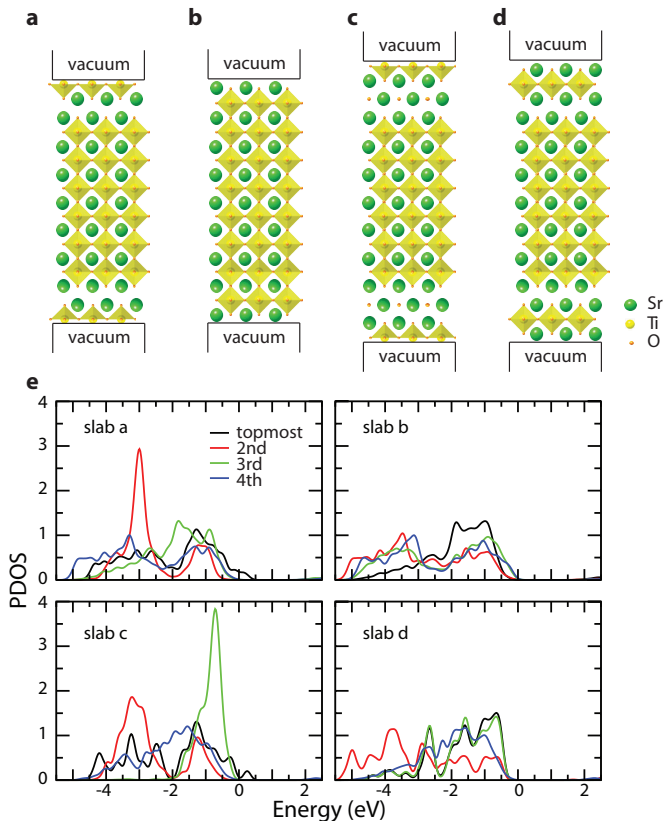 a b c d
vacuum vacuum vacuum vacuum
vacuum vacuum vacuum vacuum
Sr
Ti
O
e
4
3
2
1
0
slab a
topmost
2nd
3rd
4th
slab b
PDOS
4
3
2
1
0
slab c
slab d
-4 -2 0 2 -4 -2 0 2
Energy (eV)